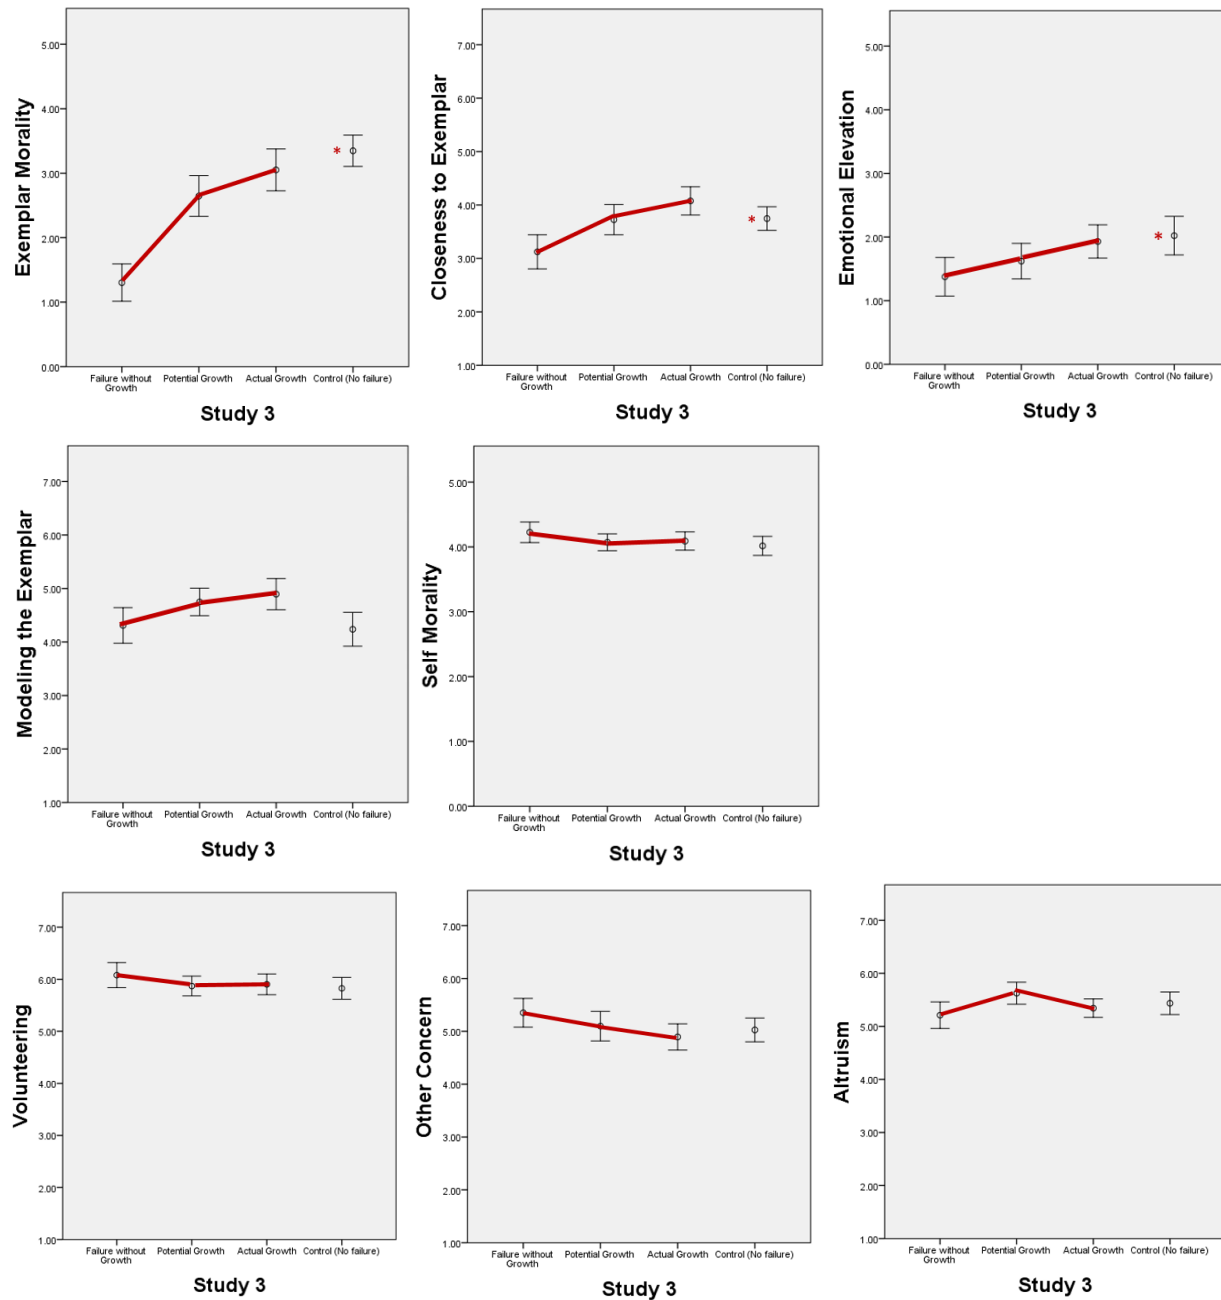 Exemplar Morality
5.00
4.00
3.00
2.00
1.00
0.00
*
Failure without
Growth
Potential Growth
Actual Growth
Control (No failure)
Study 3
Closeness to Exemplar
7.00
6.00
5.00
4.00
3.00
2.00
1.00
*
Failure without
Growth
Potential Growth
Actual Growth
Control (No failure)
Study 3
Emotional Elevation
5.00
4.00
3.00
2.00
1.00
0.00
*
Failure without
Growth
Potential Growth
Actual Growth
Control (No failure)
Study 3
Modeling the Exemplar
7.00
6.00
5.00
4.00
3.00
2.00
1.00
Failure without
Growth
Potential Growth
Actual Growth
Control (No failure)
Study 3
Self Morality
5.00
4.00
3.00
2.00
1.00
0.00
Failure without
Growth
Potential Growth
Actual Growth
Control (No failure)
Study 3
Volunteering
7.00
6.00
5.00
4.00
3.00
2.00
1.00
Failure without
Growth
Potential Growth
Actual Growth
Control (No failure)
Study 3
Other Concern
7.00
6.00
5.00
4.00
3.00
2.00
1.00
Failure without
Growth
Potential Growth
Actual Growth
Control (No failure)
Study 3
Altruism
7.00
6.00
5.00
4.00
3.00
2.00
1.00
Failure without
Growth
Potential Growth
Actual Growth
Control (No failure)
Study 3